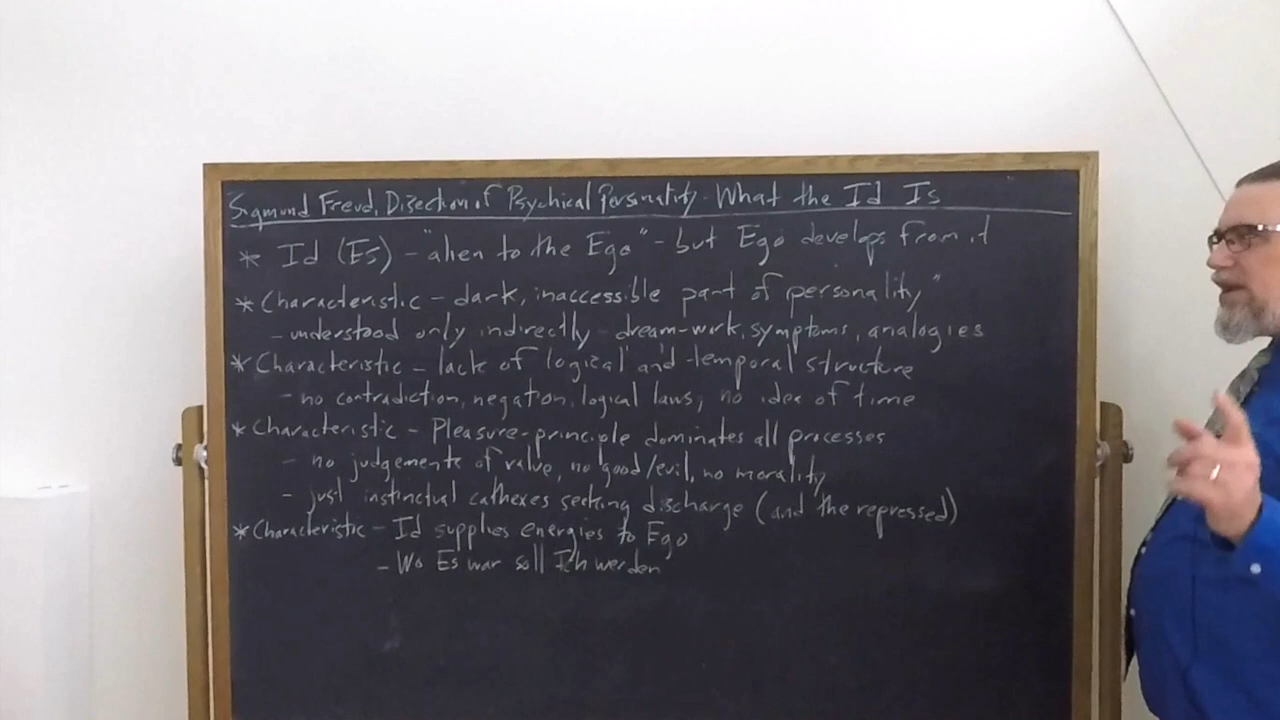 Sigmund Freud, Disection of Psychical Personality - What the Id Is
* Id (Es) - "alien to the Ego" - but Ego develops from it
* Characteristic - dark, inaccessible part of personality"
- understood only indirectly - dream-work, symptoms, analogies
* Characteristic - lack of logical and temporal structure
- no contradiction, negation, logical laws, no idea of time
* Characteristic - Pleasure-principle dominates all processes
- no judgements of value, no good/evil, no morality
- just instinctual cathexes seeking discharge (and the repressed)
* Characteristic - Id supplies energies to Ego
- Wo Es war soll Ich werden